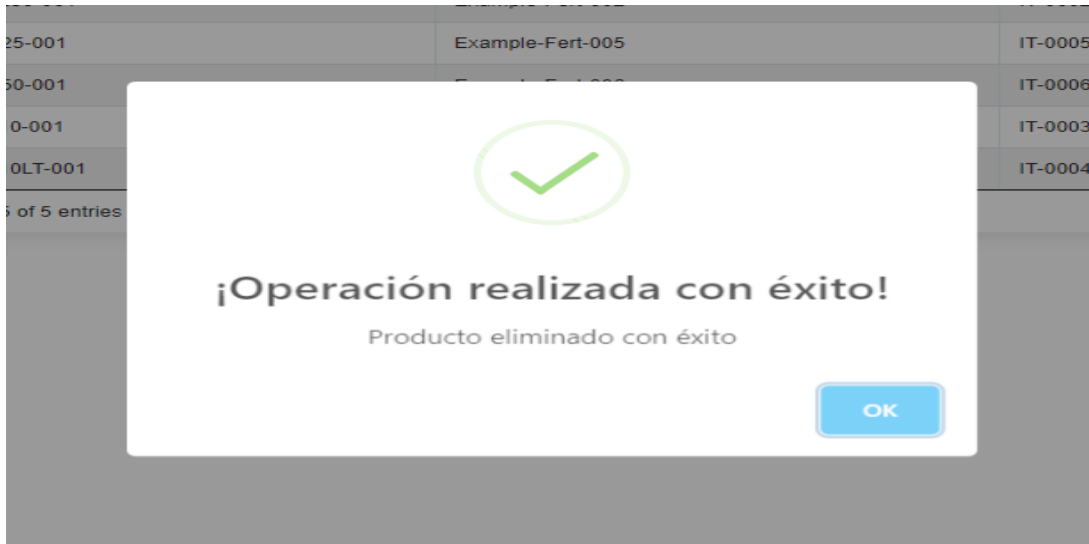 25-001 Example-Fert-005 IT-0005
50-001 IT-0006
0-001 IT-0003
0LT-001 IT-0004
5 of 5 entries
¡Operación realizada con éxito!
Producto eliminado con éxito
OK